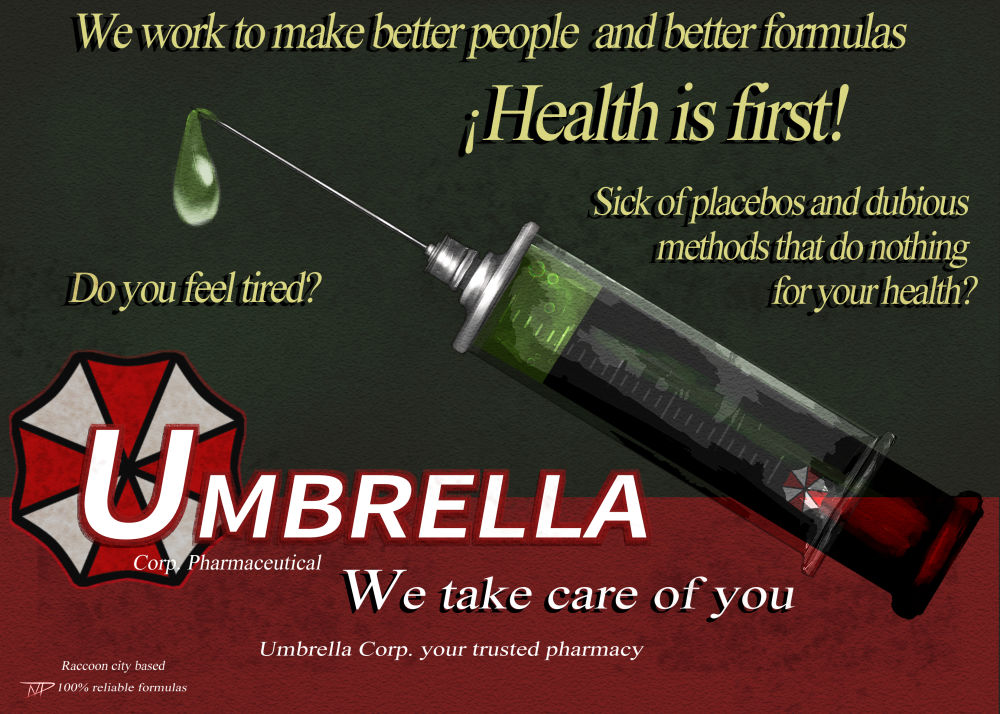 We work to make better people and better formulas
¡Health is first!
Sick of placebos and dubious
methods that do nothing
for your health?
Do you feel tired?
UMBRELLA
Corp. Pharmaceutical
We take care of you
Umbrella Corp. your trusted pharmacy
Raccoon city based
100% reliable formulas